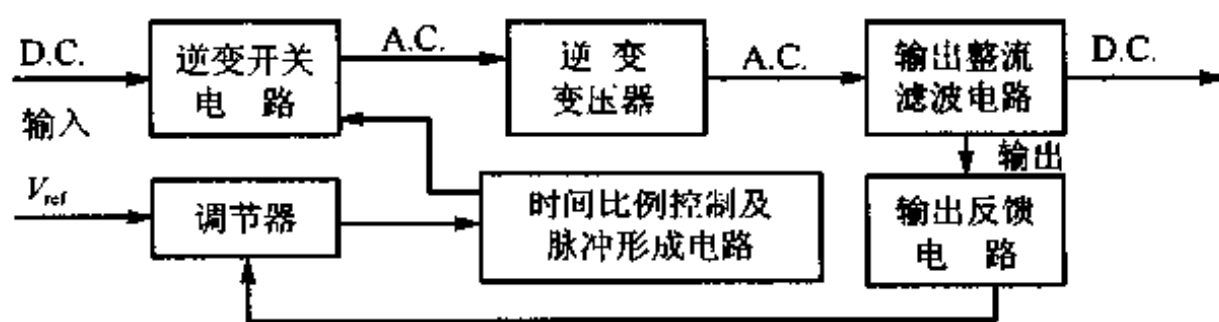 D.C.
输入
逆变开关
电 路
A.C.
逆 变
变压器
A.C.
输出整流
滤波电路
D.C.
输出
V_ref
调节器
时间比例控制及
脉冲形成电路
输出反馈
电 路